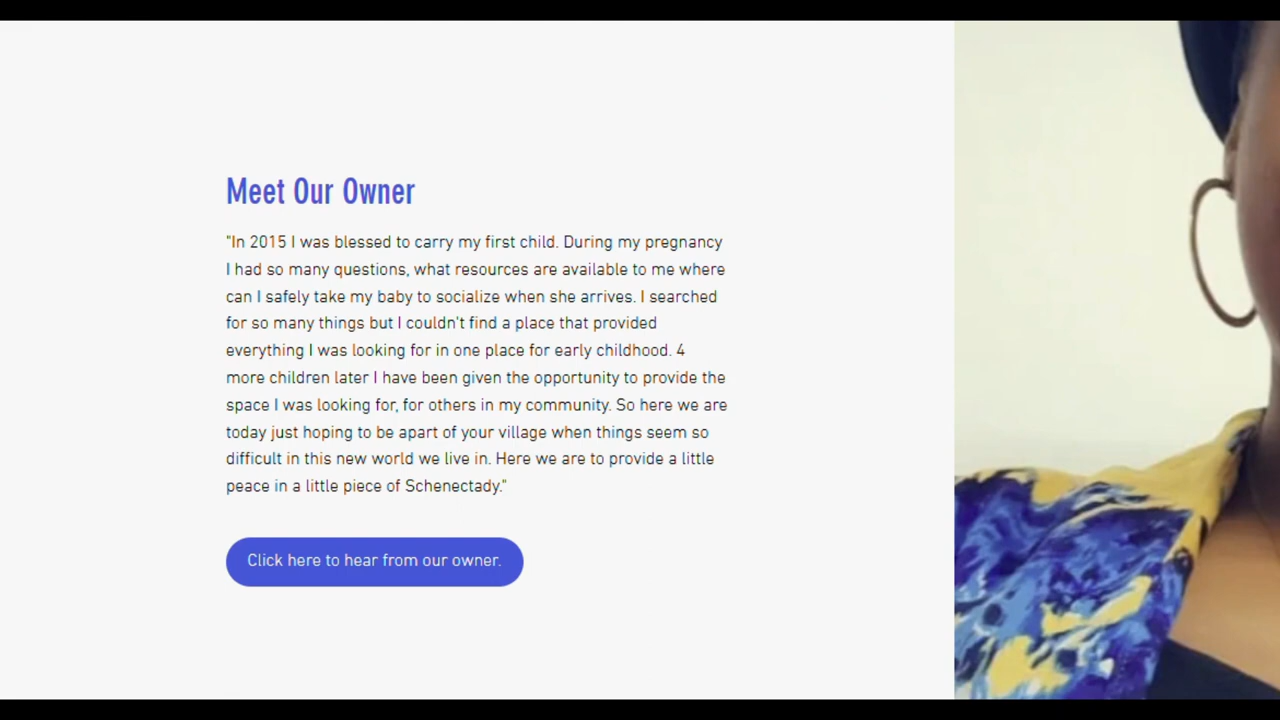 Meet Our Owner
"In 2015 I was blessed to carry my first child. During my pregnancy
I had so many questions, what resources are available to me where
can I safely take my baby to socialize when she arrives. I searched
for so many things but I couldn't find a place that provided
everything I was looking for in one place for early childhood. 4
more children later I have been given the opportunity to provide the
space I was looking for, for others in my community. So here we are
today just hoping to be apart of your village when things seem so
difficult in this new world we live in. Here we are to provide a little
peace in a little piece of Schenectady."
Click here to hear from our owner.